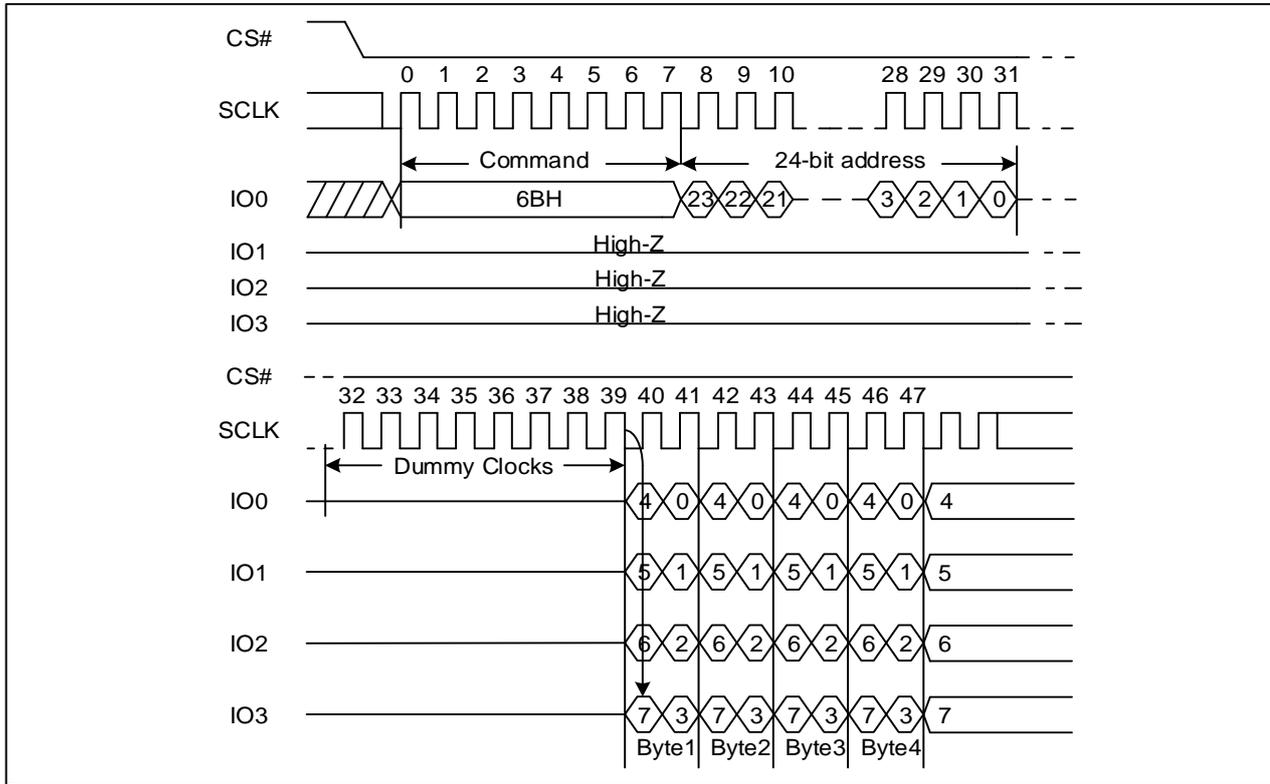 CS#
0 1 2 3 4 5 6 7 8 9 10 28 29 30 31
SCLK
Command 24-bit address
IO0 6BH 23 22 21 3 2 1 0
IO1 High-Z
IO2 High-Z
IO3 High-Z
CS#
32 33 34 35 36 37 38 39 40 41 42 43 44 45 46 47
SCLK
Dummy Clocks
IO0 4 0 4 0 4 0 4 0 4
IO1 5 1 5 1 5 1 5 1 5
IO2 6 2 6 2 6 2 6 2 6
IO3 7 3 7 3 7 3 7 3 7
Byte1 Byte2 Byte3 Byte4